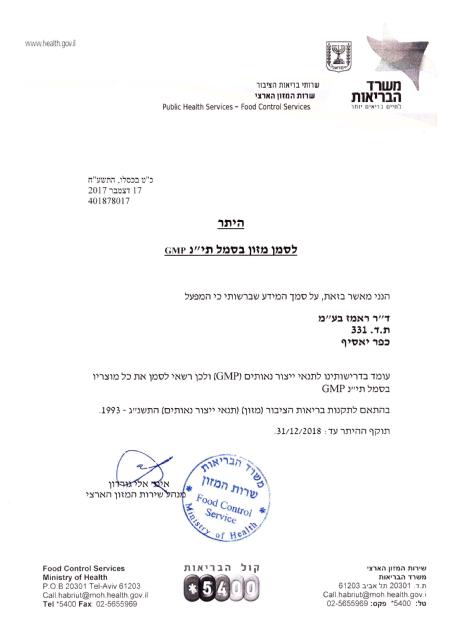 www.health.gov.il
משרד
הבריאות
לחיים בריאים יותר
שרותי בריאות הציבור
שרות המזון הארצי
Public Health Services – Food Control Services
כ"ט בכסלו, התשע"ח
17 דצמבר 2017
401878017
היתר
לסמן מזון בסמל תי"נ GMP
הנני מאשר בזאת, על סמך המידע שברשותי כי המפעל
ד"ר ראמז בע"מ
ת.ד. 331
כפר יאסיף
עומד בדרישותינו לתנאי ייצור נאותים (GMP) ולכן רשאי לסמן את כל מוצריו
בסמל תי"נ GMP
בהתאם לתקנות בריאות הציבור (מזון) (תנאי ייצור נאותים) התשנ"ג - 1993.
תוקף ההיתר עד: 31/12/2018.
אינג' אלי גורדון
מנהל שירות המזון הארצי
משרד הבריאות
שרות המזון
Food Control
Service
Ministry of Health
Food Control Services
Ministry of Health
P.O.B 20301 Tel-Aviv 61203
Call.habriut@moh.health.gov.il
Tel *5400 Fax: 02-5655969
קול הבריאות
*5400
שירות המזון הארצי
משרד הבריאות
ת.ד. 20301 תל אביב 61203
Call.habriut@moh.health.gov.i
טל: 5400* פקס: 02-5655969